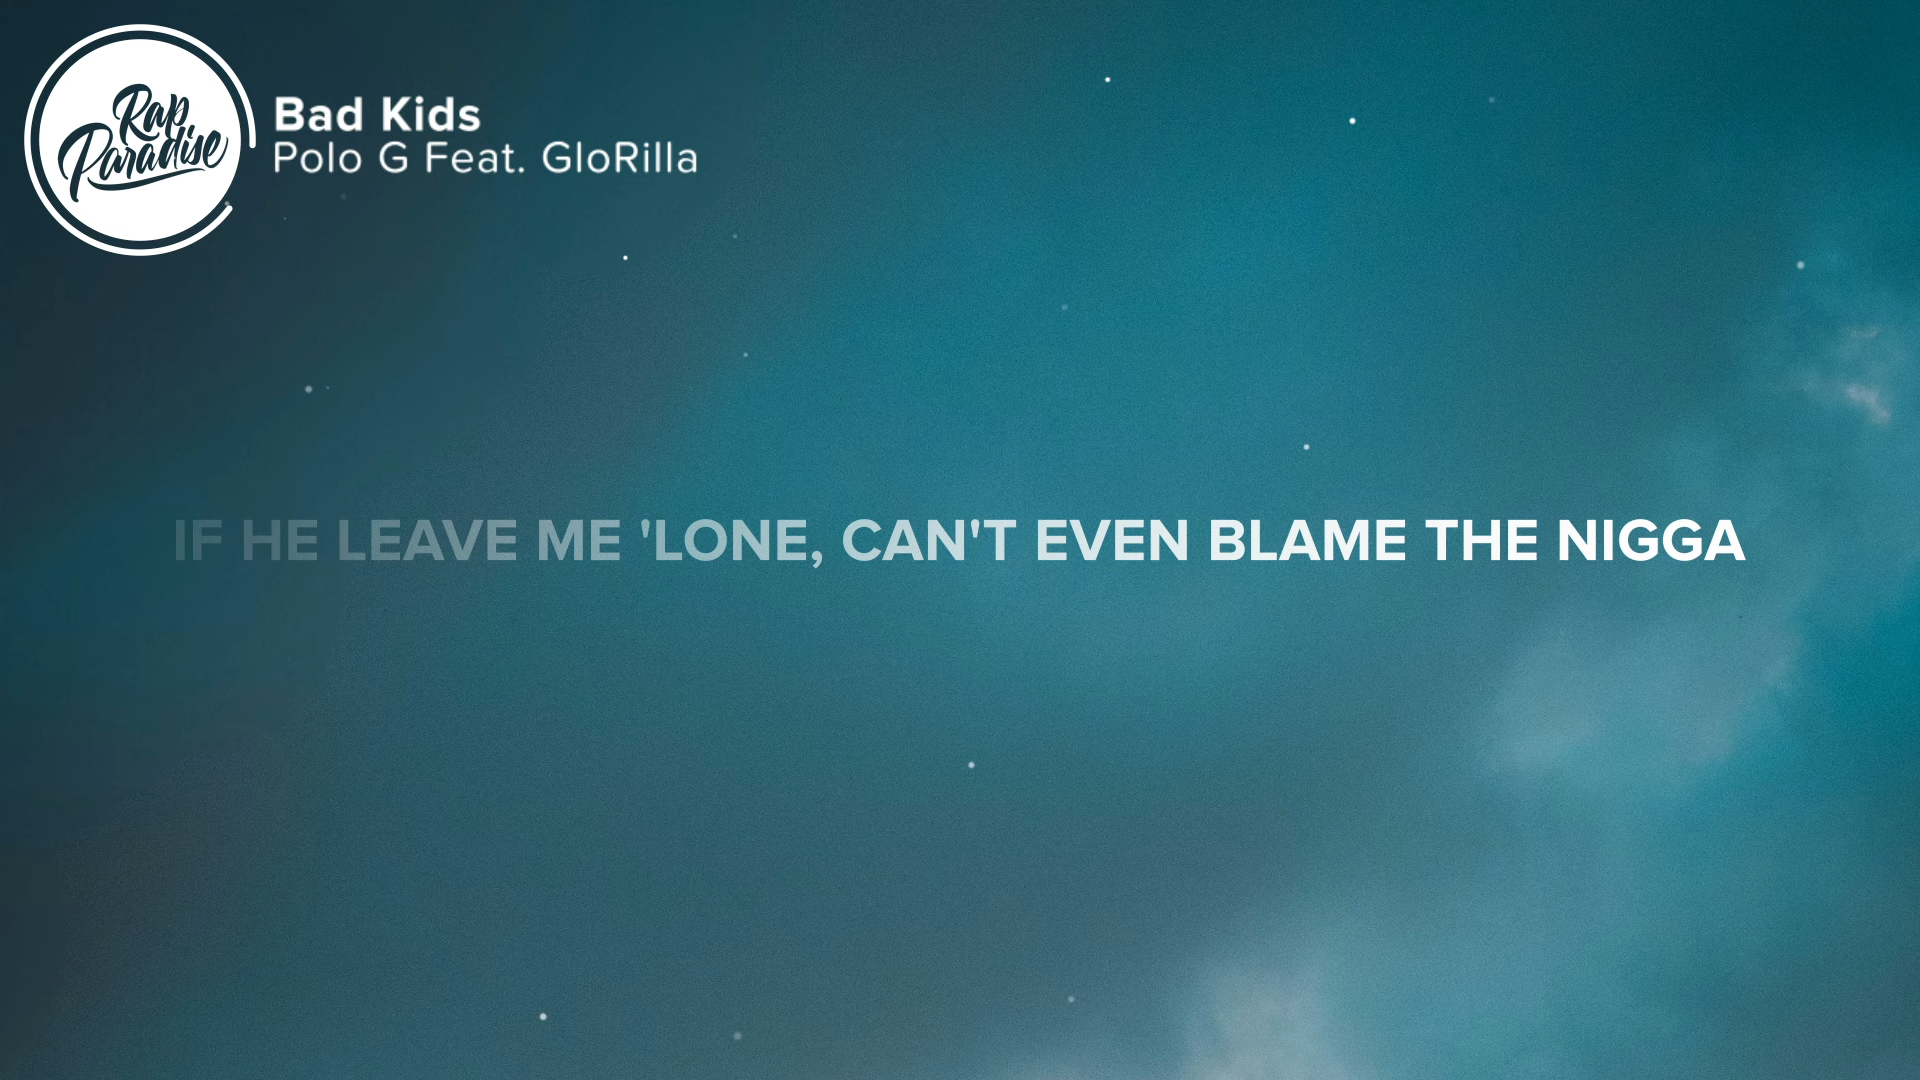 Rap
Paradise
Bad Kids
Polo G Feat. GloRilla
IF HE LEAVE ME 'LONE, CAN'T EVEN BLAME THE NIGGA